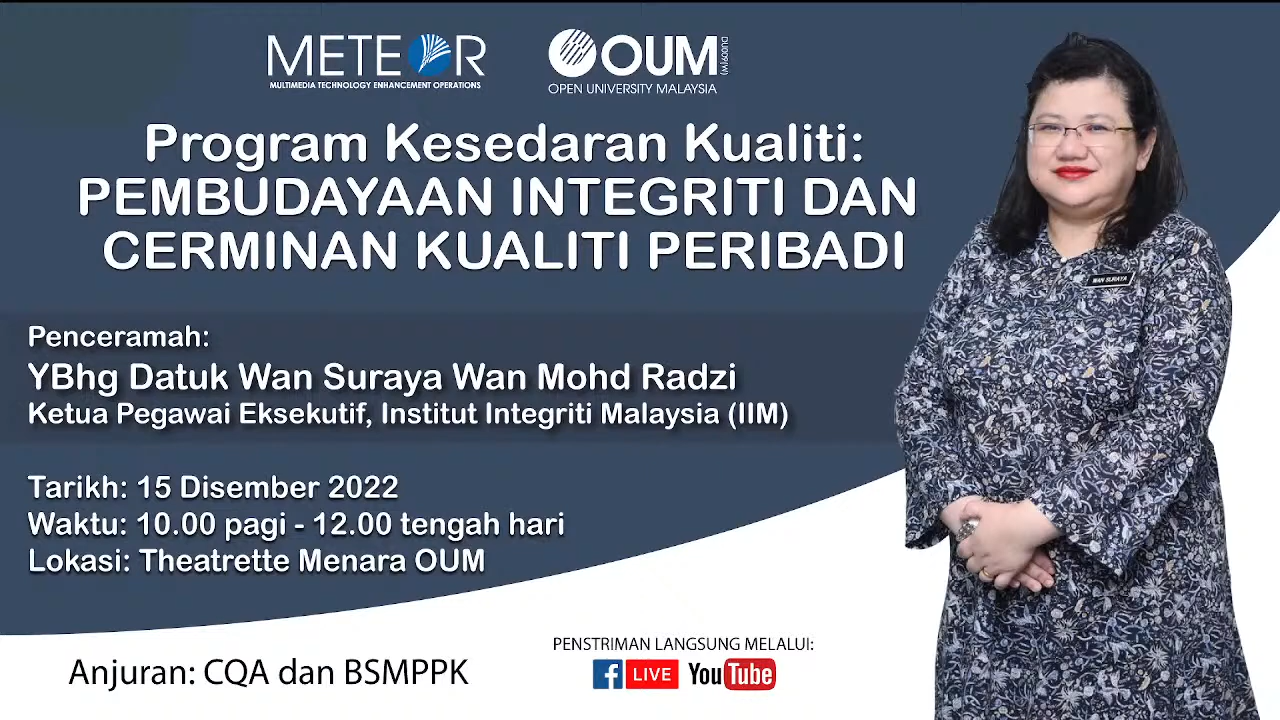 METEOR
MULTIMEDIA TECHNOLOGY ENHANCEMENT OPERATIONS
OUM
DU009(W)
OPEN UNIVERSITY MALAYSIA
Program Kesedaran Kualiti:
PEMBUDAYAAN INTEGRITI DAN
CERMINAN KUALITI PERIBADI
WAN SURAYA
Penceramah:
YBhg Datuk Wan Suraya Wan Mohd Radzi
Ketua Pegawai Eksekutif, Institut Integriti Malaysia (IIM)
Tarikh: 15 Disember 2022
Waktu: 10.00 pagi - 12.00 tengah hari
Lokasi: Theatrette Menara OUM
Anjuran: CQA dan BSMPPK
PENSTRIMAN LANGSUNG MELALUI:
f LIVE YouTube